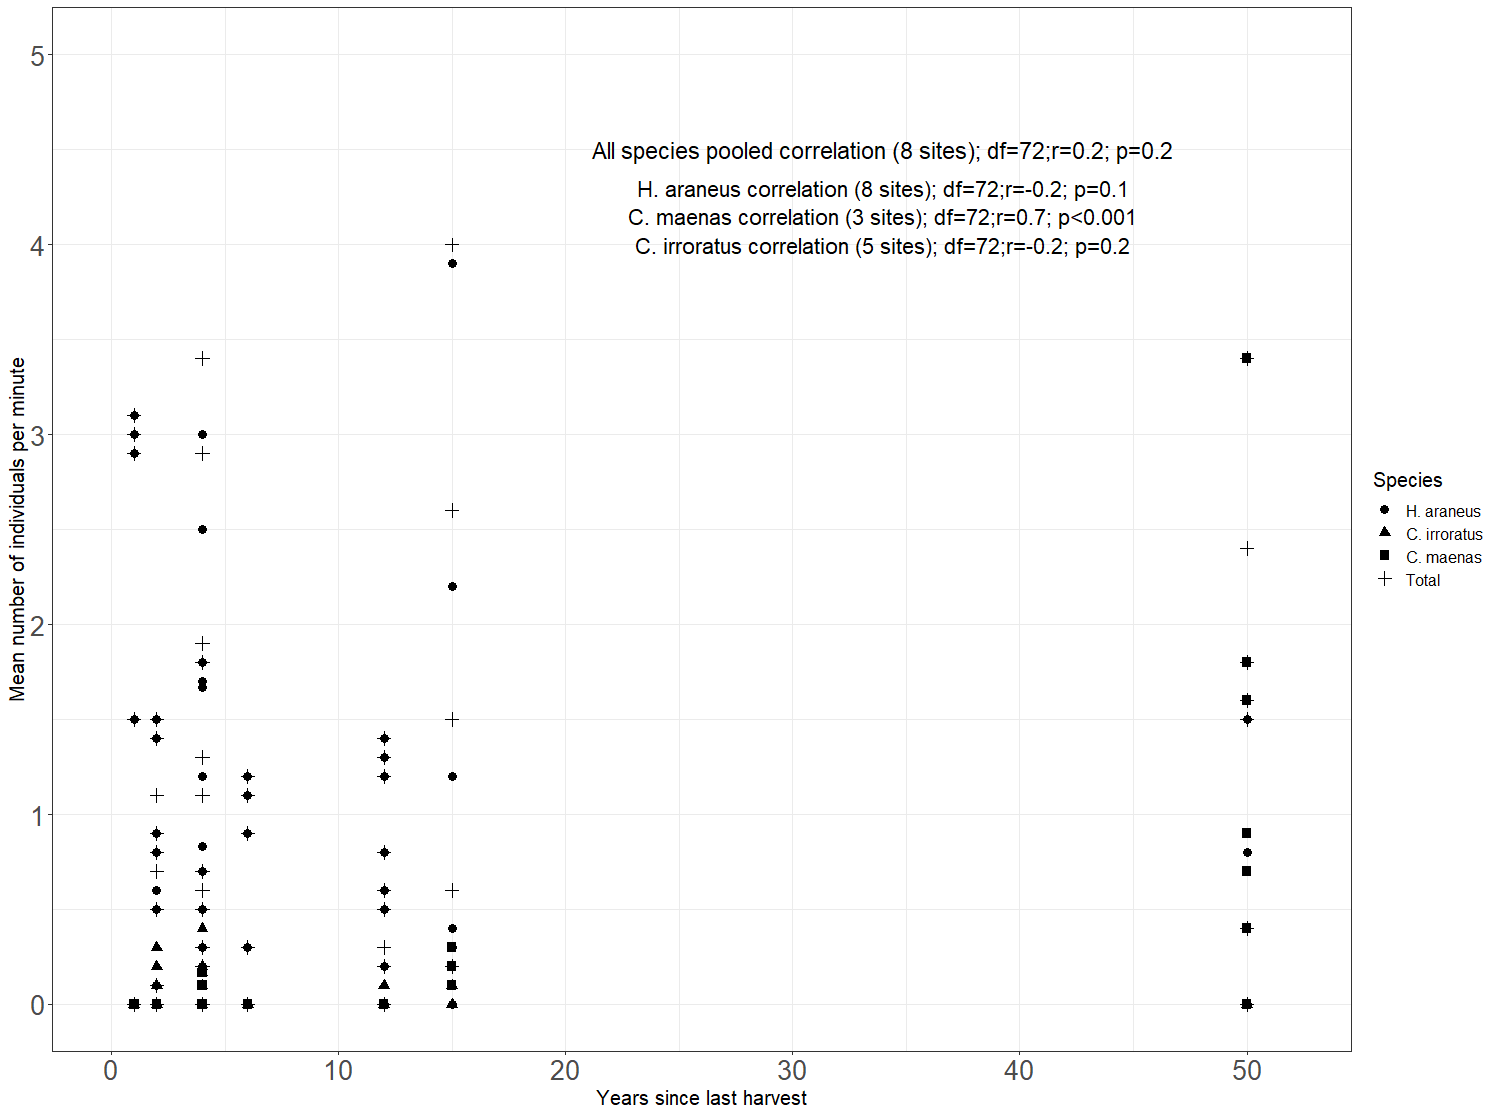 5
4
3
2
1
0
Mean number of individuals per minute
All species pooled correlation (8 sites); df=72;r=0.2; p=0.2
H. araneus correlation (8 sites); df=72;r=-0.2; p=0.1
C. maenas correlation (3 sites); df=72;r=0.7; p<0.001
C. irroratus correlation (5 sites); df=72;r=-0.2; p=0.2
Species
H. araneus
C. irroratus
C. maenas
Total
0 10 20 30 40 50
Years since last harvest